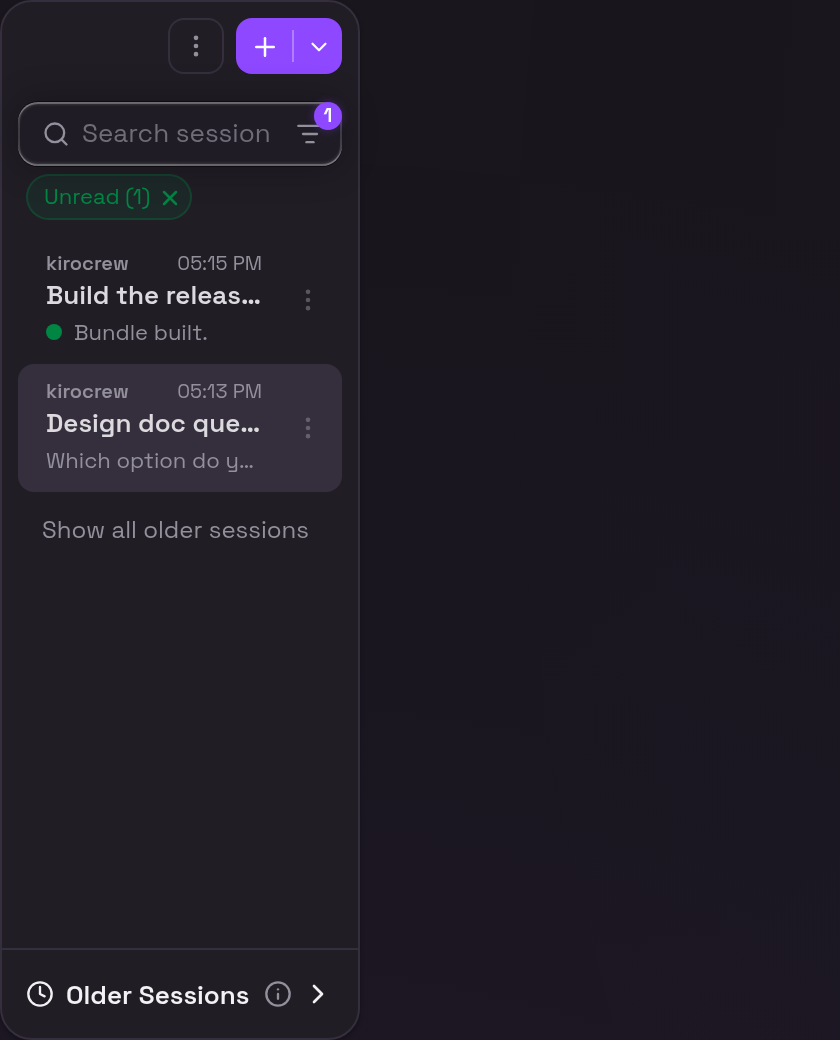 1
Search session
Unread (1)
kirocrew 05:15 PM
Build the releas...
Bundle built.
kirocrew 05:13 PM
Design doc que...
Which option do y...
Show all older sessions
Older Sessions